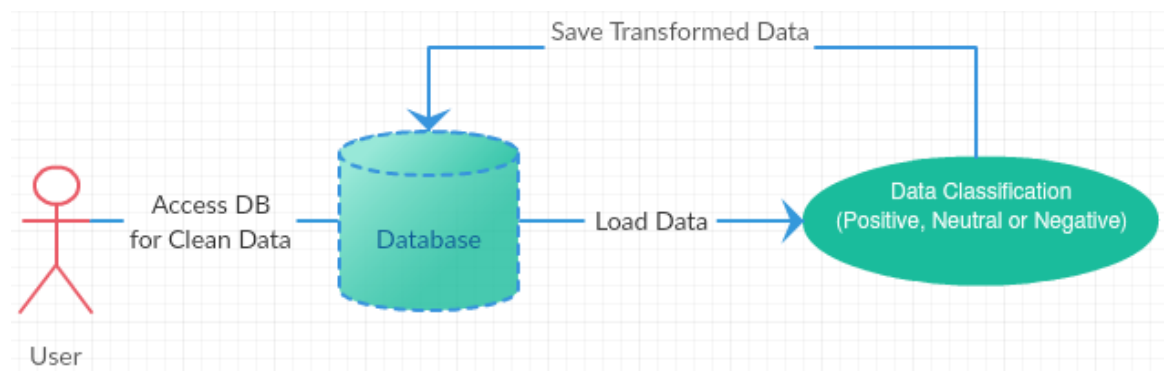 Save Transformed Data
Access DB
for Clean Data
Database
Load Data
Data Classification
(Positive, Neutral or Negative)
User